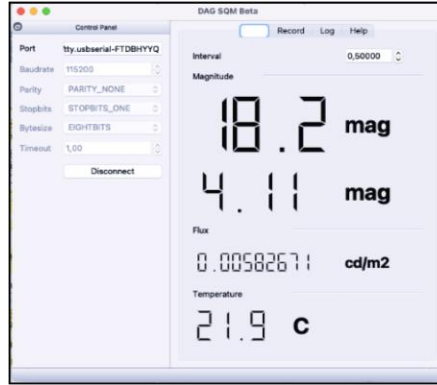 DAG SQM Beta
Control Panel
Port tty.usbserial-FTDBHYYQ
Baudrate 115200
Parity PARITY_NONE
Stopbits STOPBITS_ONE
Bytesize EIGHTBITS
Timeout 1,00
Disconnect
Record Log Help
Interval 0,50000
Magnitude
18.2 mag
4.11 mag
Flux
0.00582671 cd/m2
Temperature
21.9 C